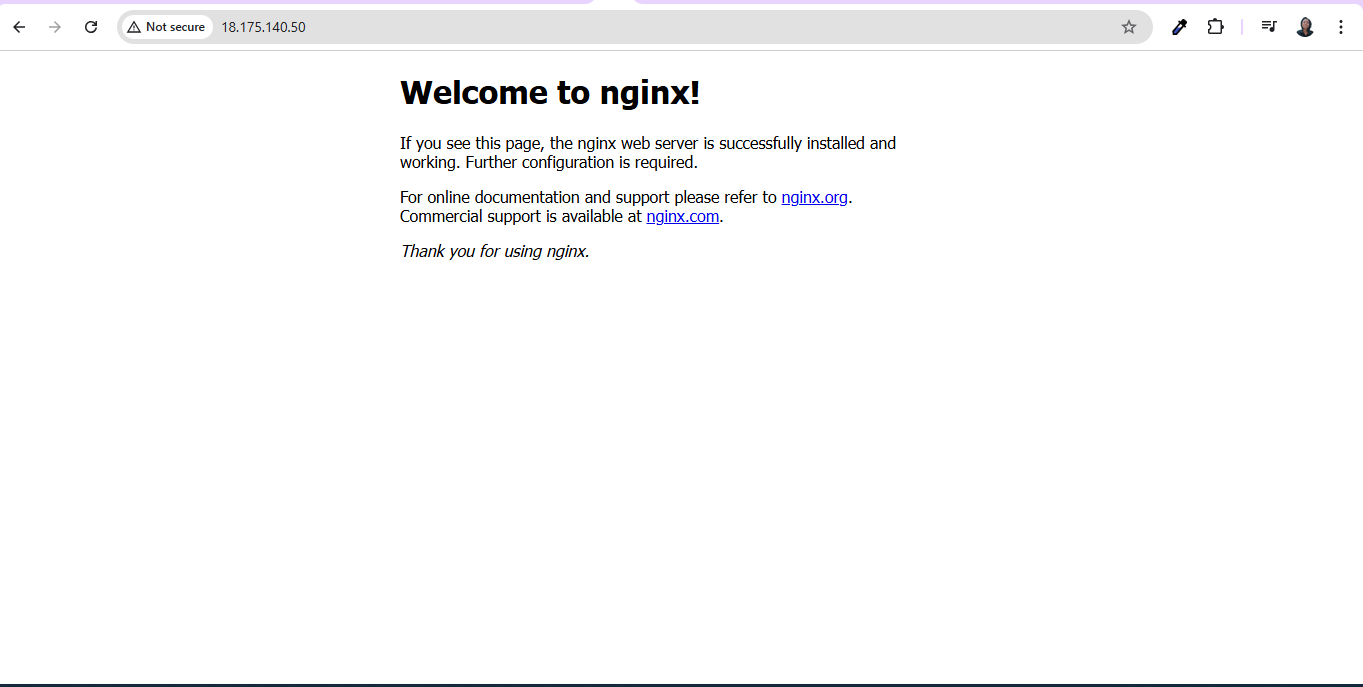 Not secure 18.175.140.50
Welcome to nginx!
If you see this page, the nginx web server is successfully installed and
working. Further configuration is required.
For online documentation and support please refer to nginx.org.
Commercial support is available at nginx.com.
Thank you for using nginx.